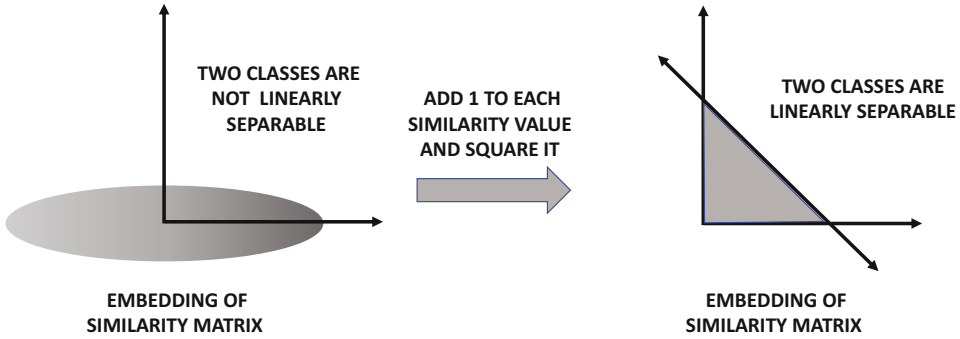 TWO CLASSES ARE
NOT LINEARLY
SEPARABLE
EMBEDDING OF
SIMILARITY MATRIX
ADD 1 TO EACH
SIMILARITY VALUE
AND SQUARE IT
TWO CLASSES ARE
LINEARLY SEPARABLE
EMBEDDING OF
SIMILARITY MATRIX